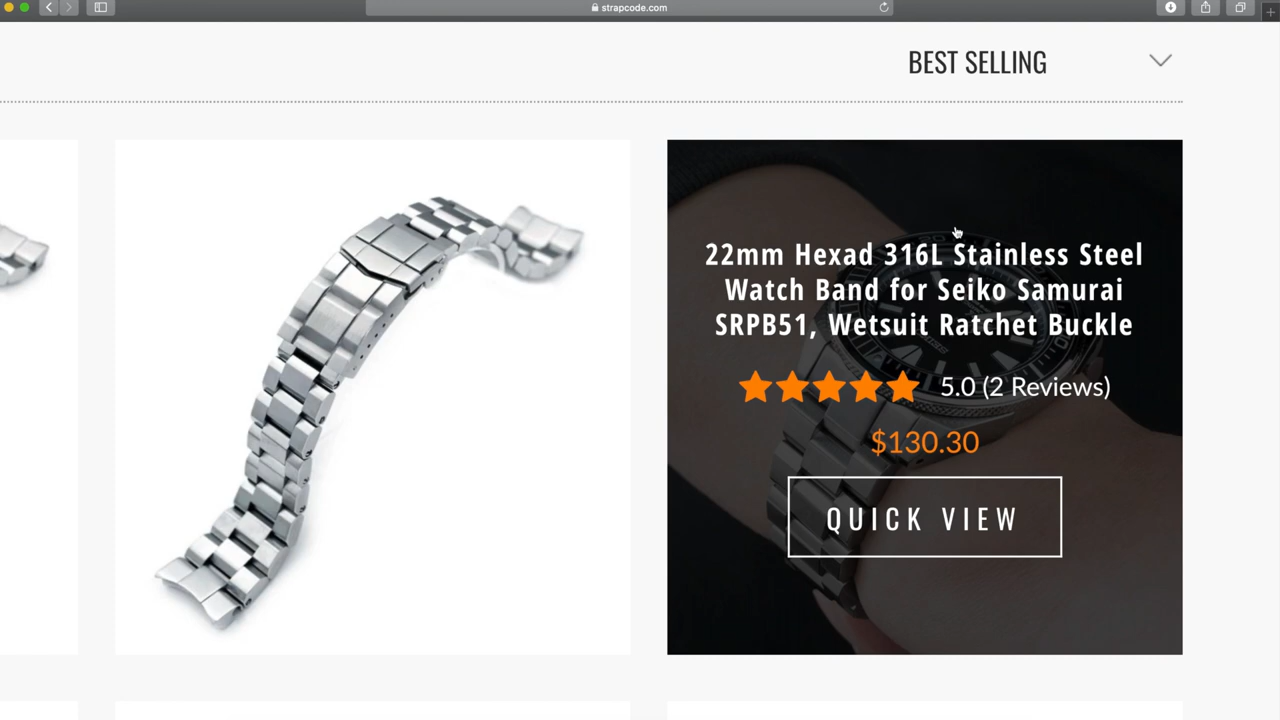 strapcode.com
BEST SELLING
22mm Hexad 316L Stainless Steel
Watch Band for Seiko Samurai
SRPB51, Wetsuit Ratchet Buckle
5.0 (2 Reviews)
$130.30
QUICK VIEW